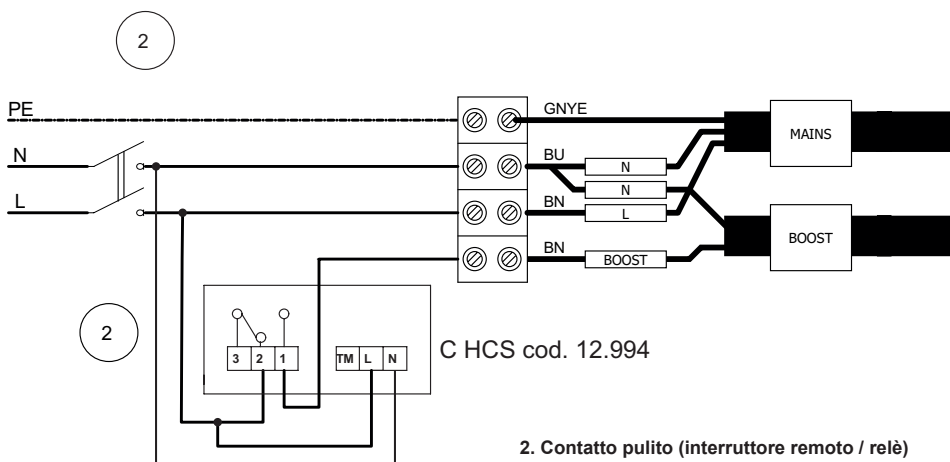 2
PE
GNYE
MAINS
N
BU
N
N
L
BN
L
BN
BOOST
BOOST
2
3 2 1
TM L N
C HCS cod. 12.994
2. Contatto pulito (interruttore remoto / relè)